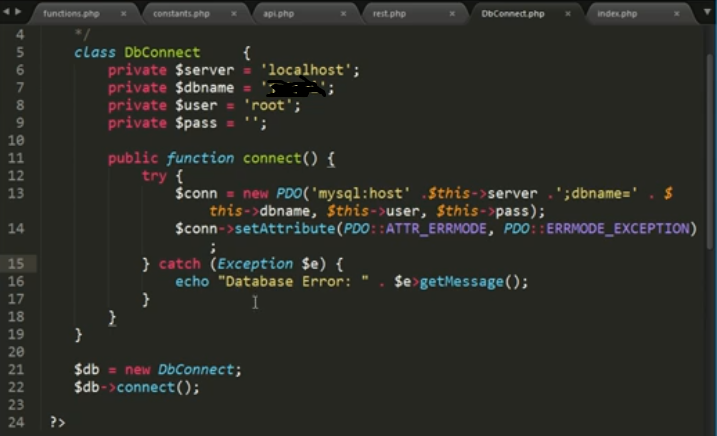 functions.php × constants.php × api.php × rest.php × DbConnect.php × index.php ×
4 */
5 class DbConnect {
6 private $server = 'localhost';
7 private $dbname = ' ';
8 private $user = 'root';
9 private $pass = '';
10
11 public function connect() {
12 try {
13 $conn = new PDO('mysql:host' .$this->server .';dbname=' . $
this->dbname, $this->user, $this->pass);
14 $conn->setAttribute(PDO::ATTR_ERRMODE, PDO::ERRMODE_EXCEPTION)
;
15 } catch (Exception $e) {
16 echo "Database Error: " . $e>getMessage();
17 }
18 }
19 }
20
21 $db = new DbConnect;
22 $db->connect();
23
24 ?>